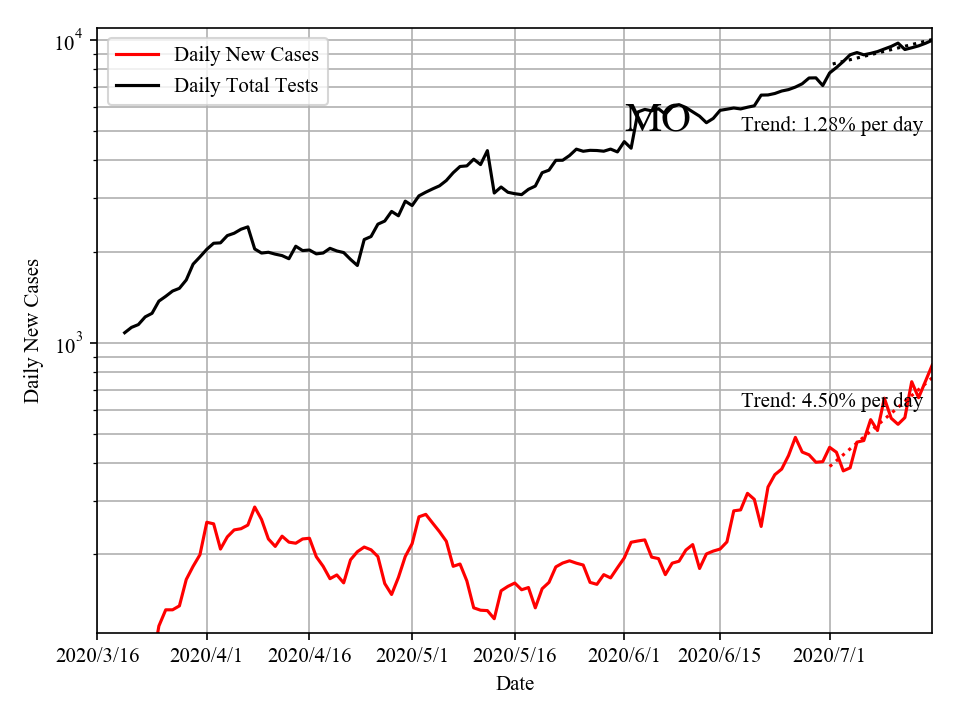 10^4
Daily New Cases
Daily Total Tests
MO
Trend: 1.28% per day
Daily New Cases
10^3
Trend: 4.50% per day
2020/3/16 2020/4/1 2020/4/16 2020/5/1 2020/5/16 2020/6/1 2020/6/15 2020/7/1
Date